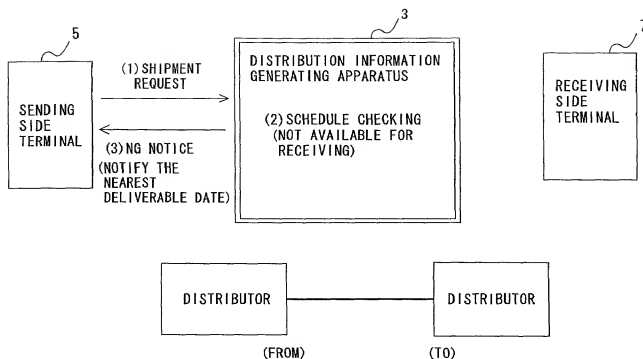 5
3
7
(1) SHIPMENT
REQUEST
DISTRIBUTION INFORMATION
GENERATING APPARATUS
SENDING
SIDE
TERMINAL
(2) SCHEDULE CHECKING
(NOT AVAILABLE FOR
RECEIVING)
RECEIVING
SIDE
TERMINAL
(3) NG NOTICE
(NOTIFY THE
NEAREST
DELIVERABLE DATE)
DISTRIBUTOR
DISTRIBUTOR
(FROM)
(TO)